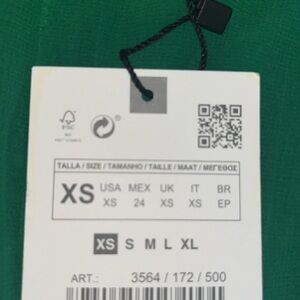 FSC
TALLA / SIZE / TAMANHO / TAILLE / MAAT / ΜΕΓΕΘΟΣ
XS USA MEX UK IT BR
XS 24 XS XS EP
XS S M L XL
ART.: 3564 / 172 / 500